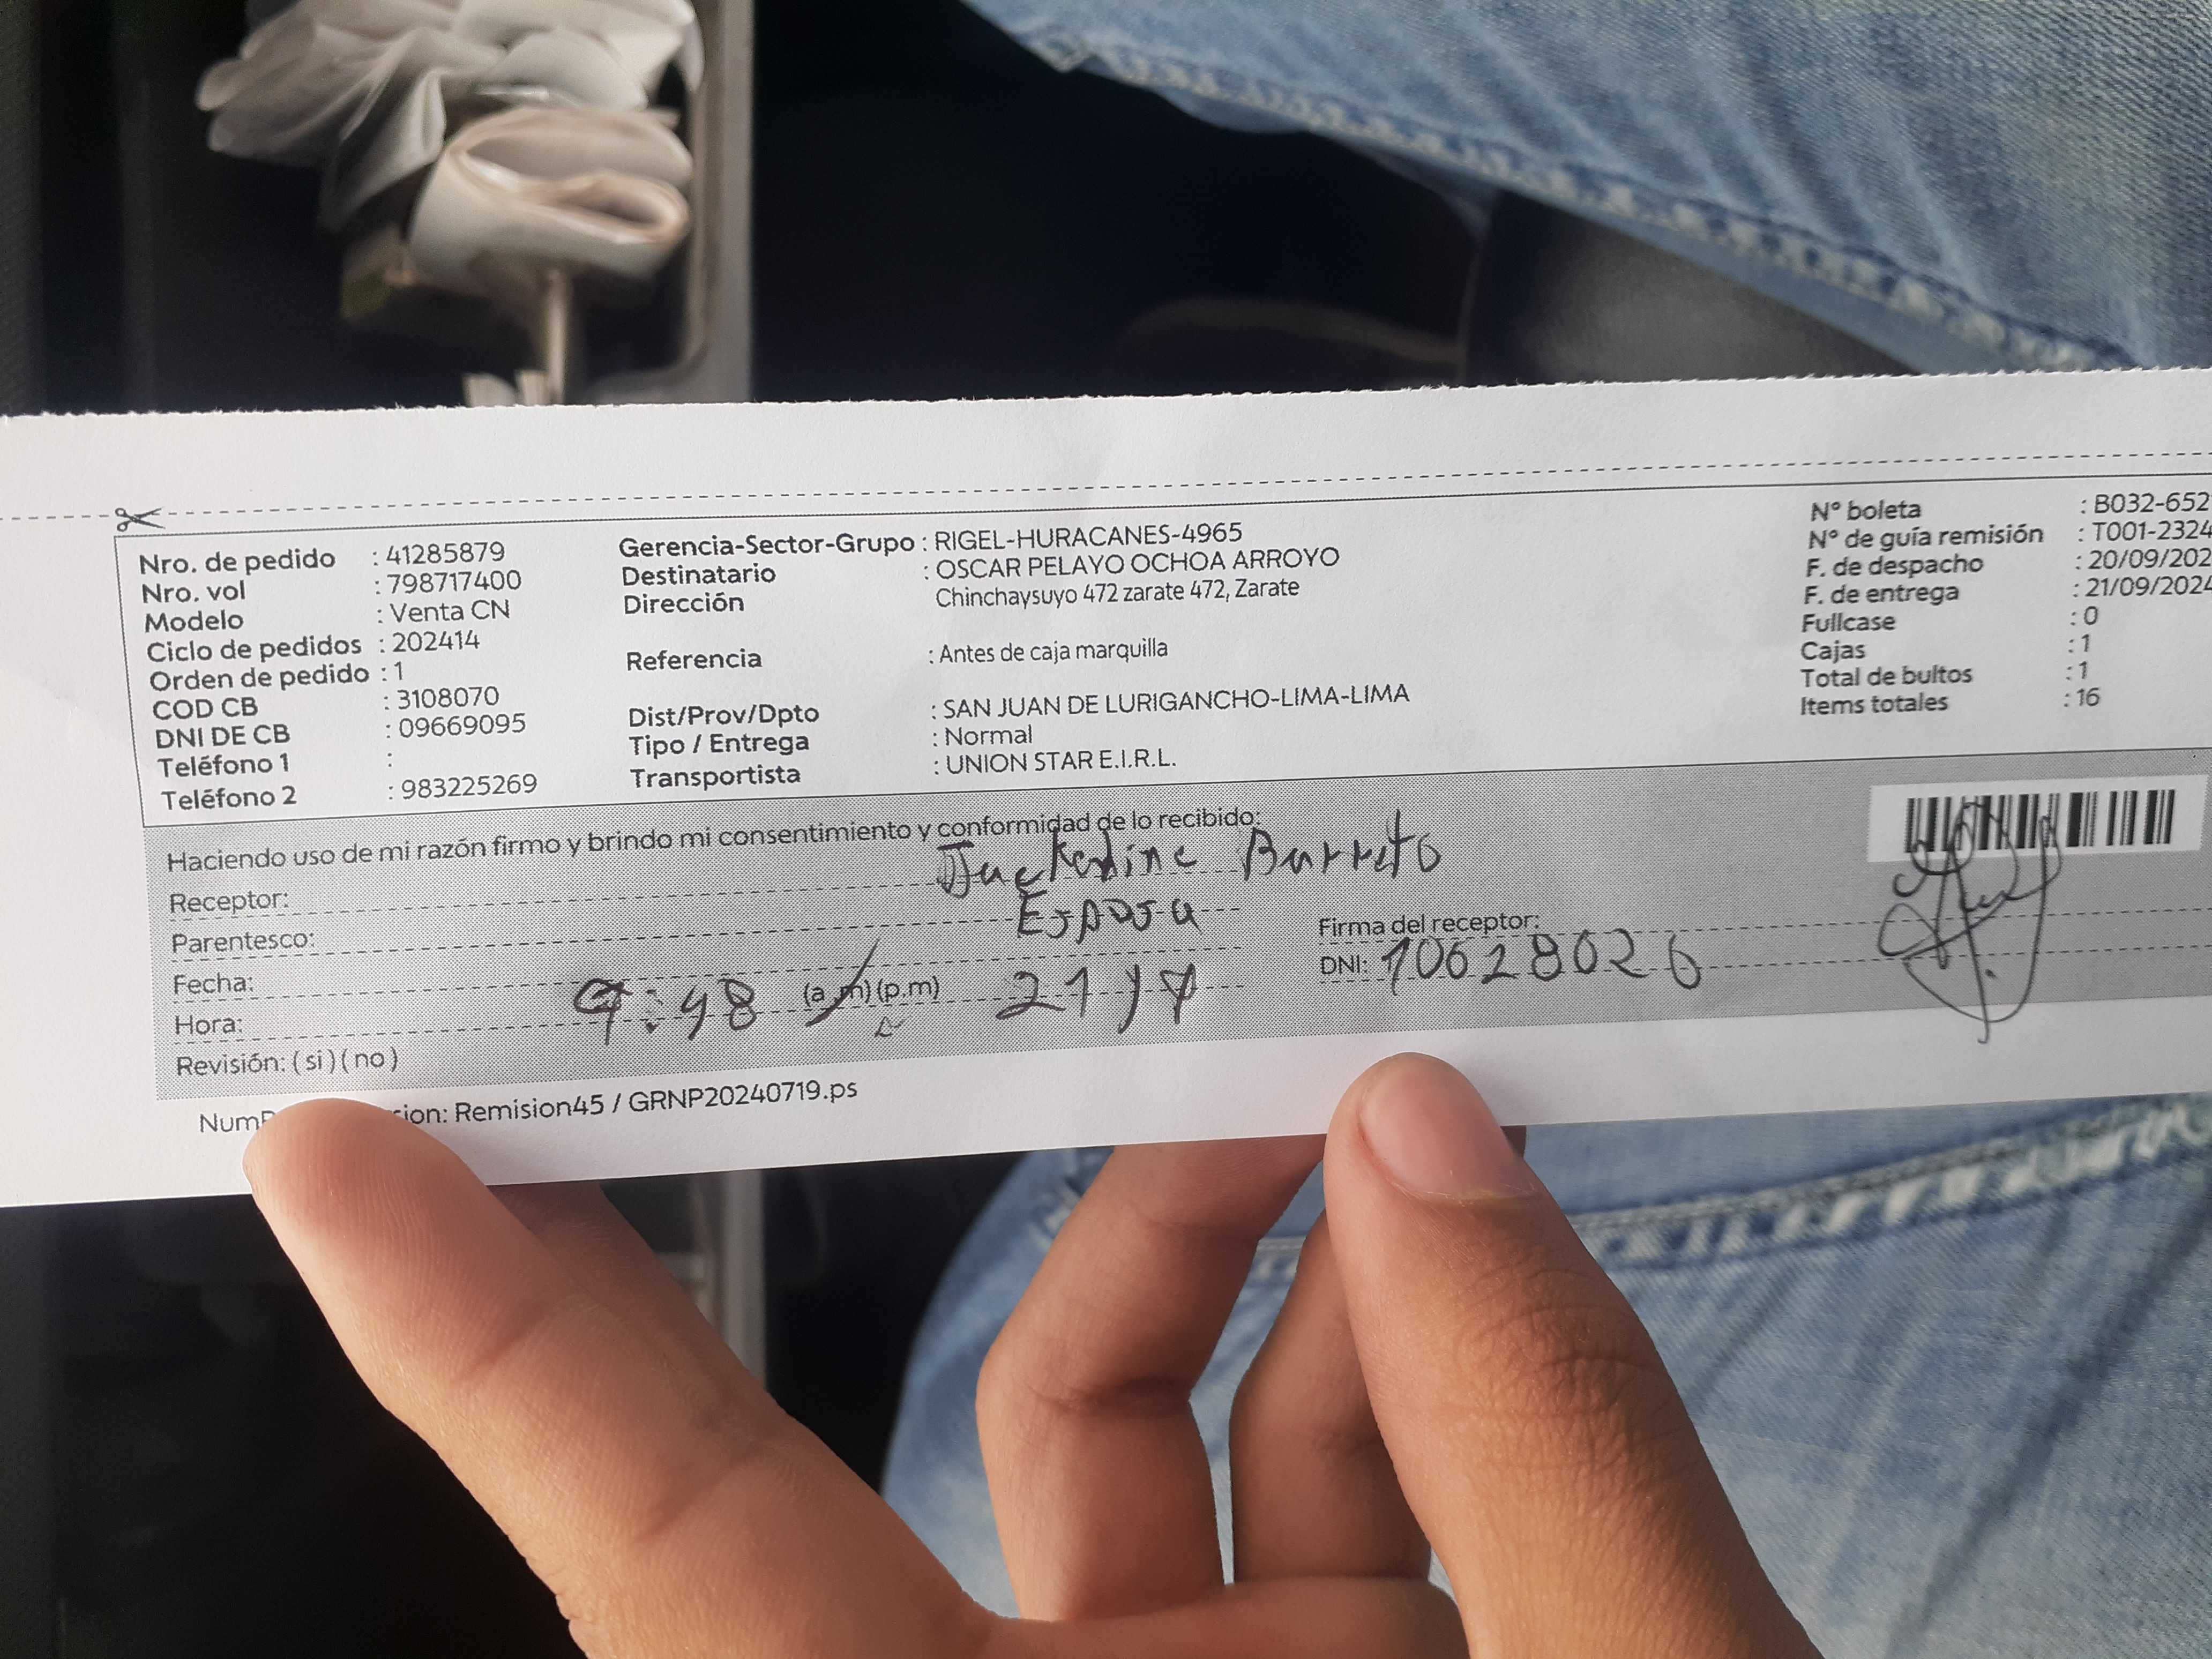 Nro. de pedido : 41285879
Nro. vol : 798717400
Modelo : Venta CN
Ciclo de pedidos : 202414
Orden de pedido : 1
COD CB : 3108070
DNI DE CB : 09669095
Teléfono 1 :
Teléfono 2 : 983225269
Gerencia-Sector-Grupo : RIGEL-HURACANES-4965
Destinatario : OSCAR PELAYO OCHOA ARROYO
Dirección Chinchaysuyo 472 zarate 472, Zarate
Referencia : Antes de caja marquilla
Dist/Prov/Dpto : SAN JUAN DE LURIGANCHO-LIMA-LIMA
Tipo / Entrega : Normal
Transportista : UNION STAR E.I.R.L.
Nº boleta : B032-652
Nº de guía remisión : T001-2324
F. de despacho : 20/09/202
F. de entrega : 21/09/2024
Fullcase : 0
Cajas : 1
Total de bultos : 1
Items totales : 16
Haciendo uso de mi razón firmo y brindo mi consentimiento y conformidad de lo recibido:
Receptor: Barreto
Parentesco: Esposa
Fecha:
Hora: 9:48 (a.m)(p.m)
Firma del receptor:
DNI: 10628026
Revisión: (si)(no)
Remision45 / GRNP20240719.ps